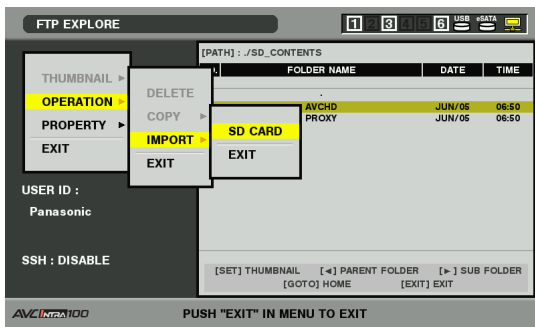 FTP EXPLORE
1 2 3 4 5 6 USB eSATA
[PATH] : ./SD_CONTENTS
FOLDER NAME DATE TIME
.
AVCHD JUN/05 06:50
PROXY JUN/05 06:50
THUMBNAIL ▶
OPERATION ▶
PROPERTY ▶
EXIT
DELETE
COPY ▶
IMPORT ▶
EXIT
SD CARD
EXIT
USER ID :
Panasonic
SSH : DISABLE
[SET] THUMBNAIL [◀] PARENT FOLDER [▶] SUB FOLDER
[GOTO] HOME [EXIT] EXIT
AVC INTRA 100 PUSH "EXIT" IN MENU TO EXIT